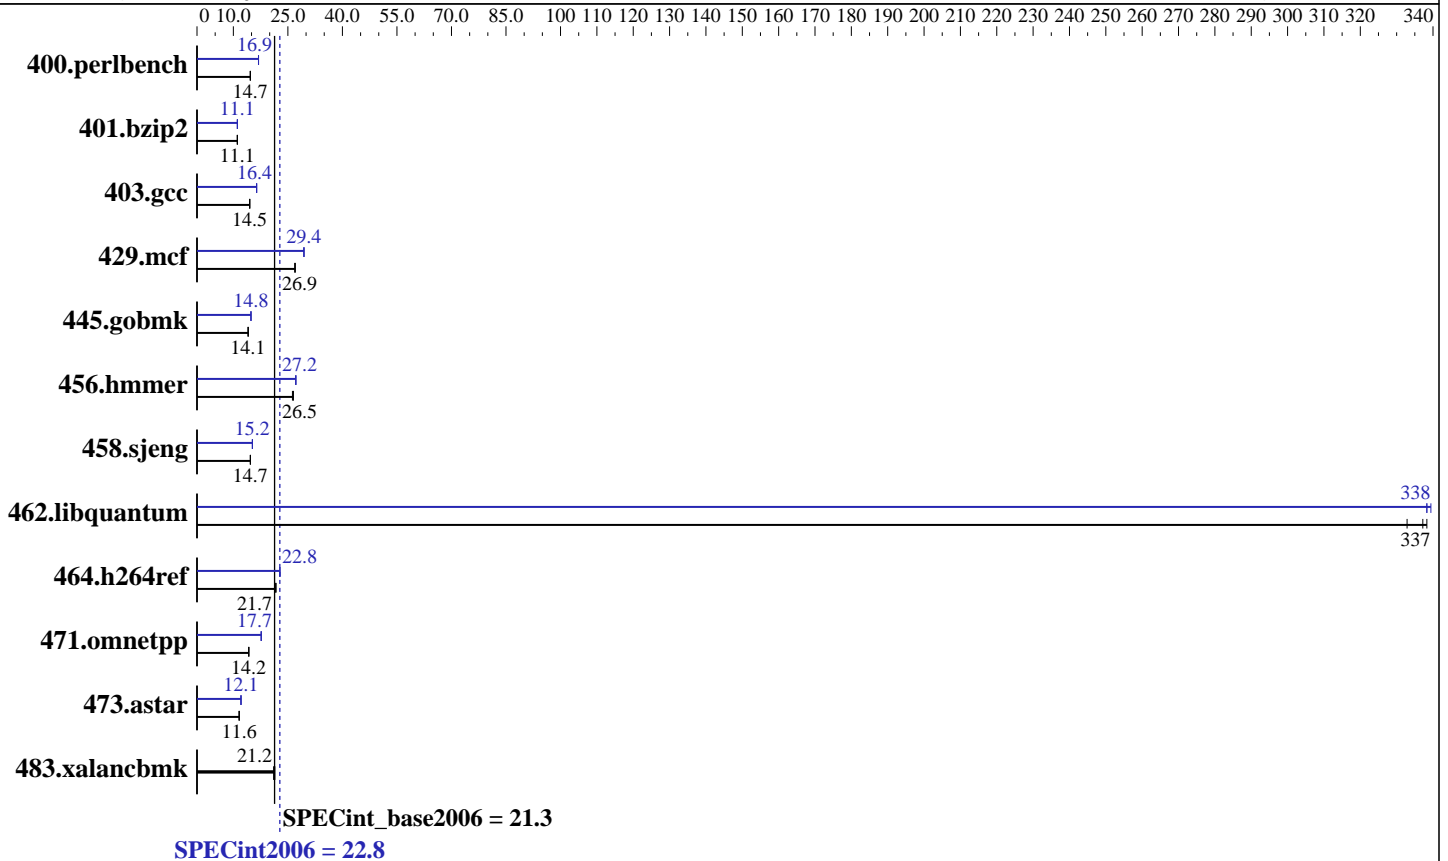 0 10.0 25.0 40.0 55.0 70.0 85.0 100 110 120 130 140 150 160 170 180 190 200 210 220 230 240 250 260 270 280 290 300 310 320 340
16.9
400.perlbench
14.7
11.1
401.bzip2
11.1
16.4
403.gcc
14.5
29.4
429.mcf
26.9
14.8
445.gobmk
14.1
27.2
456.hmmer
26.5
15.2
458.sjeng
14.7
338
462.libquantum
337
22.8
464.h264ref
21.7
17.7
471.omnetpp
14.2
12.1
473.astar
11.6
21.2
483.xalancbmk
SPECint_base2006 = 21.3
SPECint2006 = 22.8